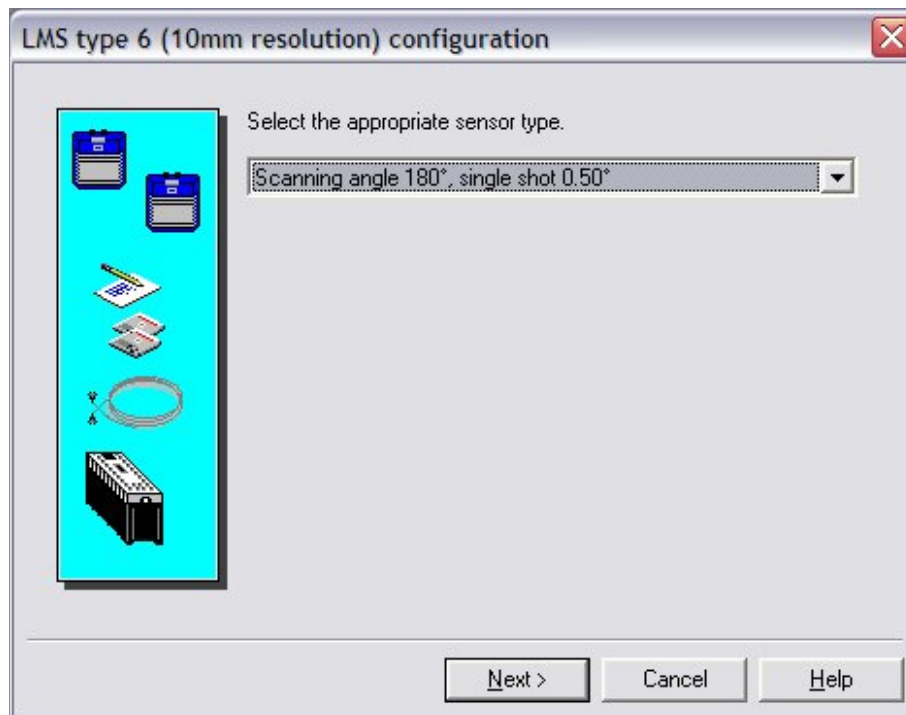 LMS type 6 (10mm resolution) configuration
Select the appropriate sensor type.
Scanning angle 180°, single shot 0.50°
Next >
Cancel
Help